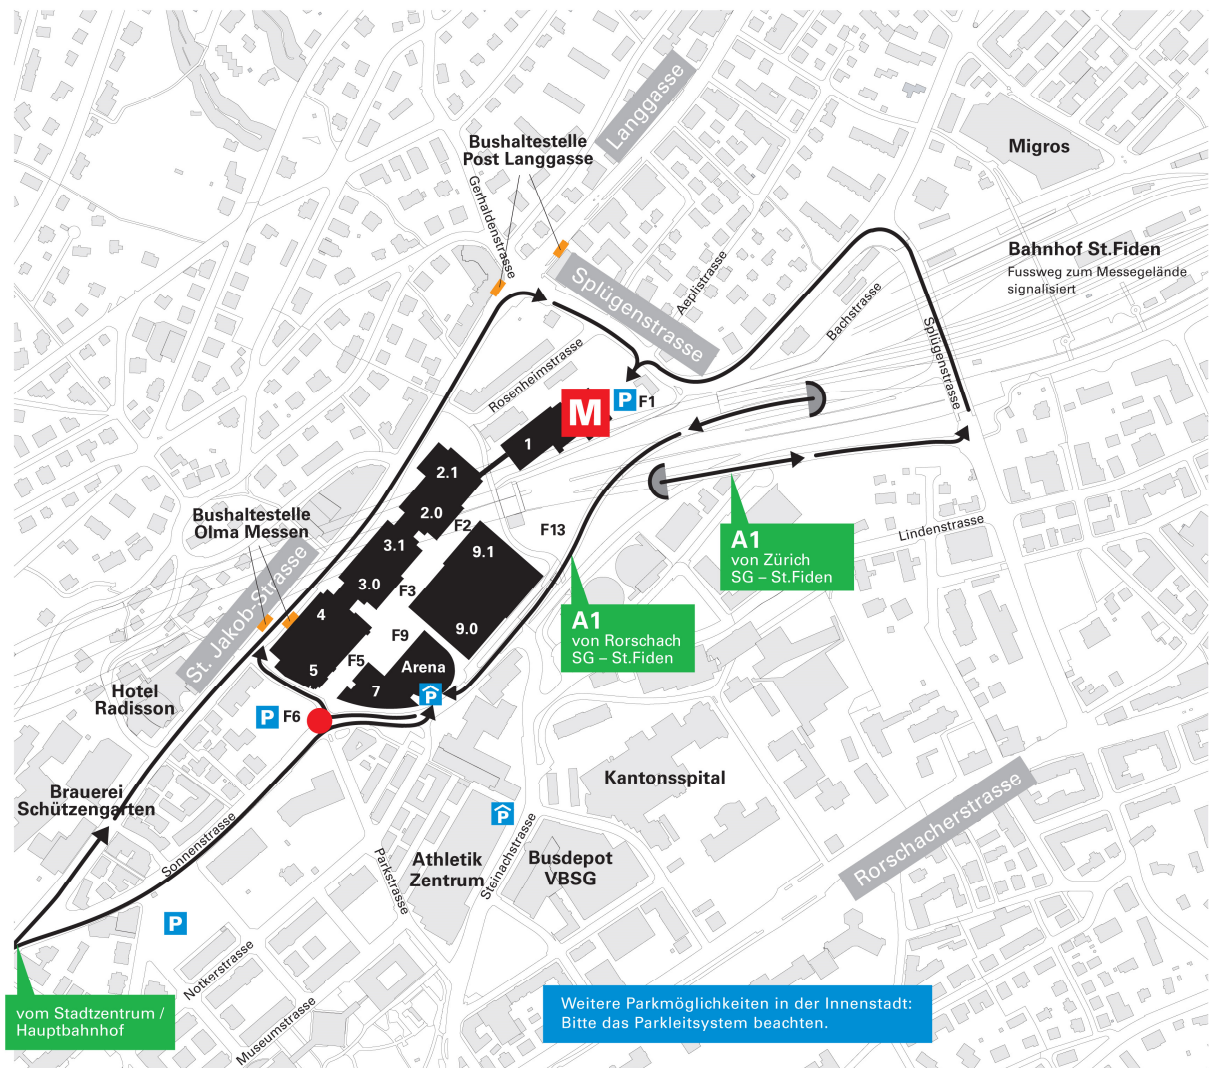 Langgasse
Bushaltestelle
Post Langgasse
Migros
Gerhaldenstrasse
Bahnhof St.Fiden
Fussweg zum Messegelände
signalisiert
Splügenstrasse
Aeplistrasse
Bachstrasse
Splügenstrasse
Rosenheimstrasse
M
P F1
1
2.1
2.0
F2
Bushaltestelle
Olma Messen
3.1
9.1
F13
Lindenstrasse
A1
von Zürich
SG – St.Fiden
3.0
F3
4
St. Jakob-Strasse
9.0
F9
A1
von Rorschach
SG – St.Fiden
5
F5
Arena
7
P
Hotel
Radisson
P F6
Kantonsspital
Brauerei
Schützengarten
Rorschacherstrasse
P
Sonnenstrasse
Parkstrasse
Athletik
Zentrum
Steinachstrasse
Busdepot
VBSG
P
Notkerstrasse
Museumstrasse
vom Stadtzentrum /
Hauptbahnhof
Weitere Parkmöglichkeiten in der Innenstadt:
Bitte das Parkleitsystem beachten.